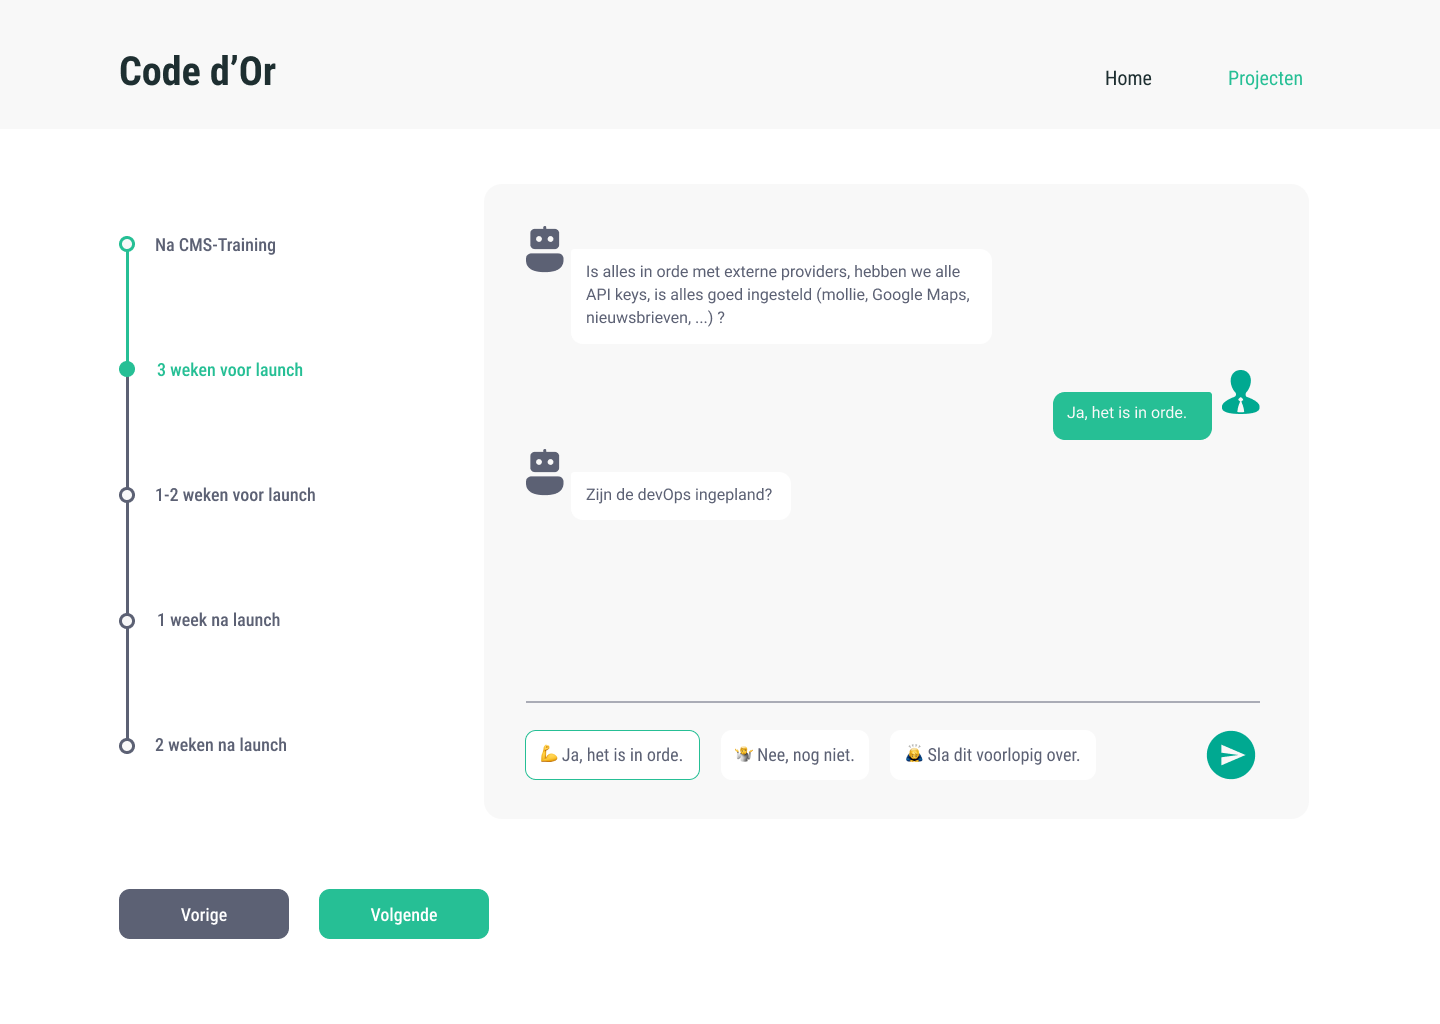 Code d’Or
Home
Projecten
Na CMS-Training
3 weken voor launch
1-2 weken voor launch
1 week na launch
2 weken na launch
Is alles in orde met externe providers, hebben we alle
API keys, is alles goed ingesteld (mollie, Google Maps,
nieuwsbrieven, ...) ?
Ja, het is in orde.
Zijn de devOps ingepland?
💪 Ja, het is in orde.
🤷 Nee, nog niet.
🙇 Sla dit voorlopig over.
Vorige
Volgende